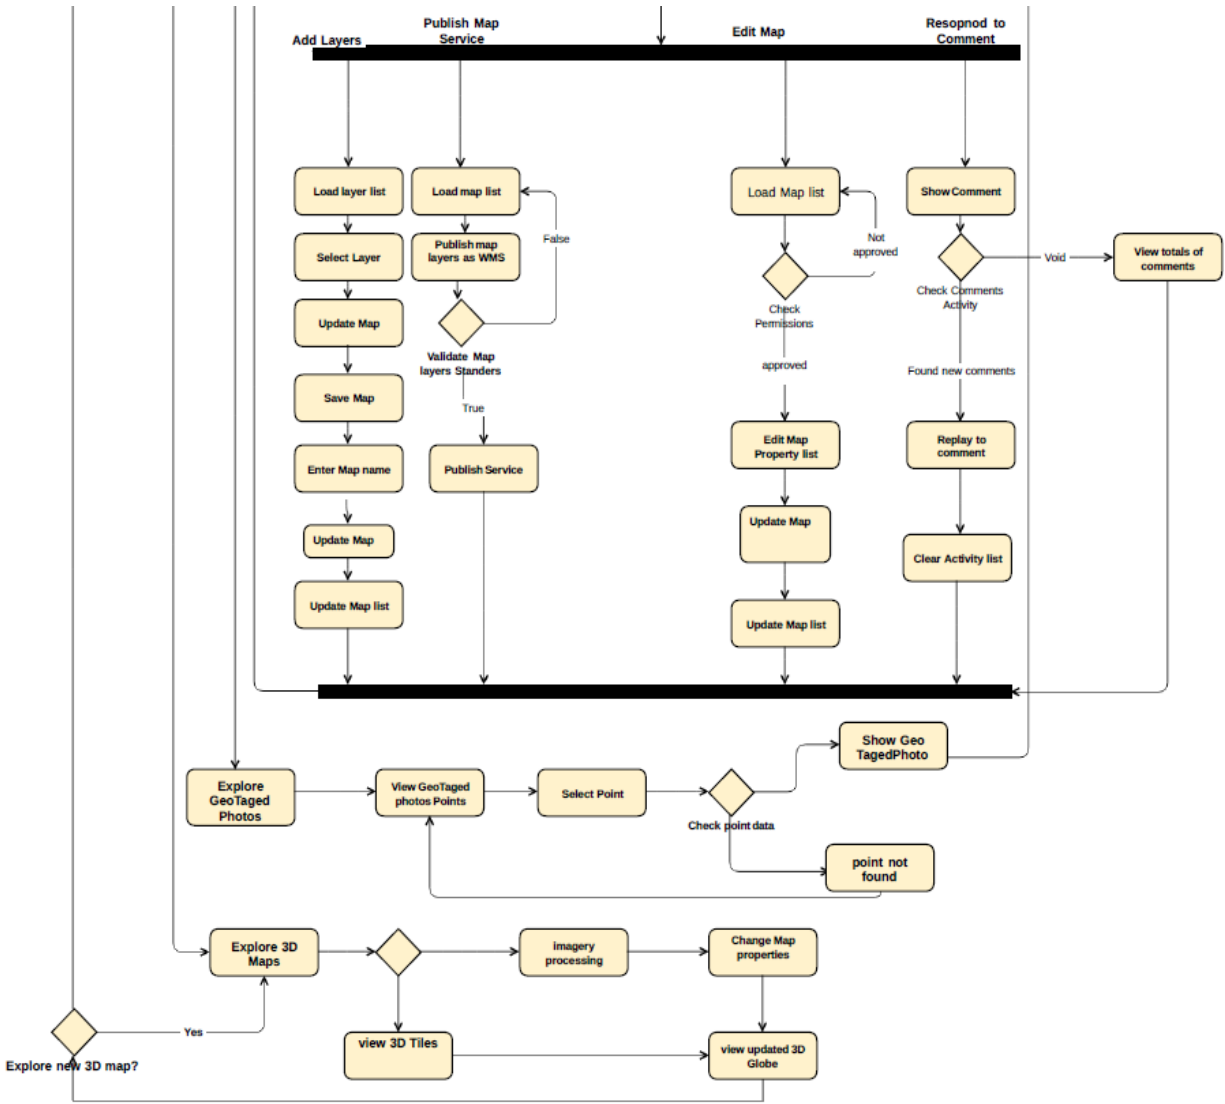 Publish Map
Service
Add Layers
Edit Map
Resopnod to
Comment
Load layer list
Load map list
Load Map list
Show Comment
False
Not
approved
Select Layer
Publish map
layers as WMS
Void
View totals of
comments
Check Comments
Activity
Update Map
Check
Permissions
Validate Map
layers Standers
approved
Found new comments
Save Map
True
Enter Map name
Publish Service
Edit Map
Property list
Replay to
comment
Update Map
Update Map
Clear Activity list
Update Map list
Update Map list
Show Geo
TagedPhoto
Explore
GeoTaged
Photos
View GeoTaged
photos Points
Select Point
Check point data
point not
found
Explore 3D
Maps
imagery
processing
Change Map
properties
Yes
view 3D Tiles
view updated 3D
Globe
Explore new 3D map?